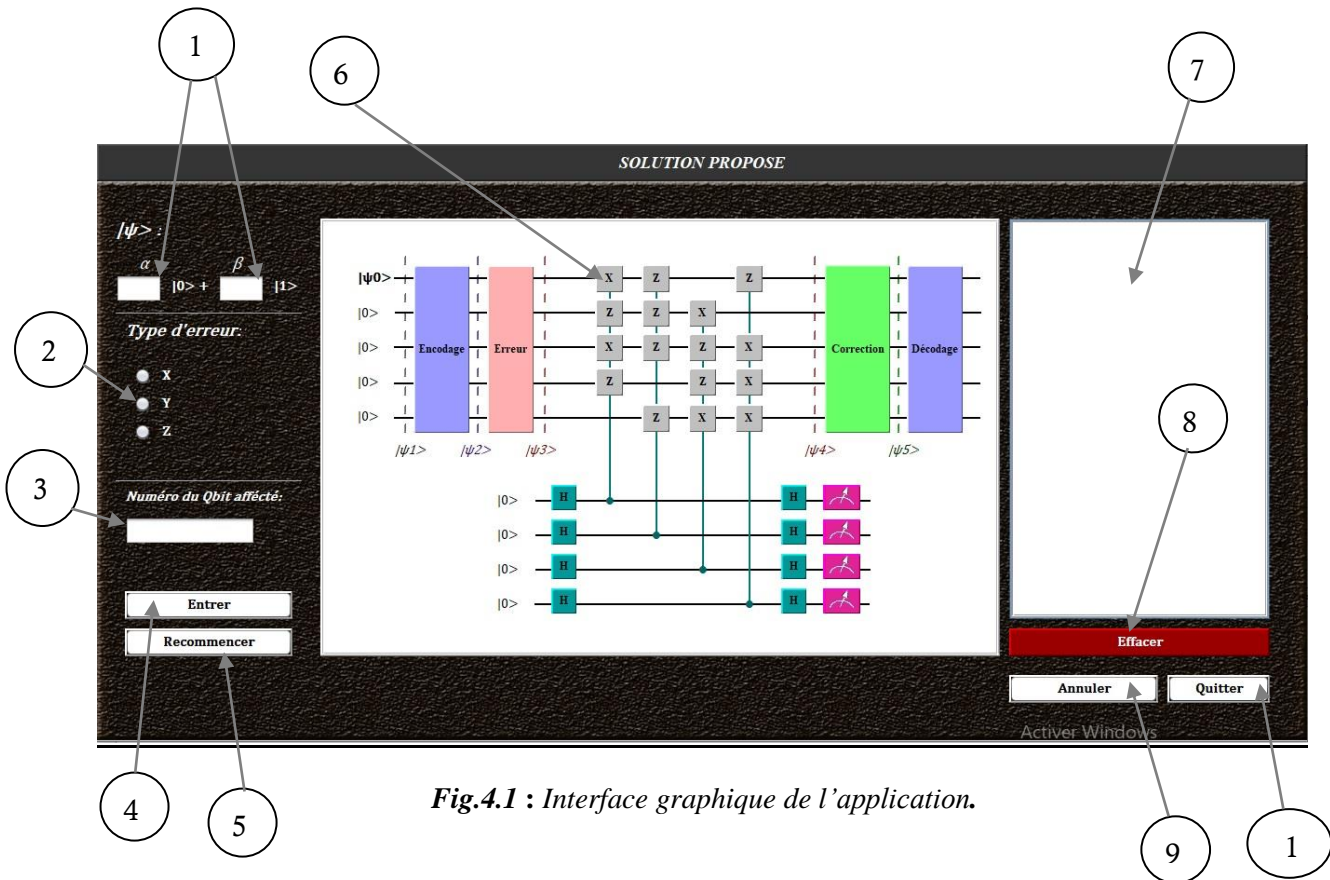 1
6
7
SOLUTION PROPOSE
|ψ> :
α β
|0> + |1>
Type d'erreur:
2
X
Y
Z
3
Numéro du Qbit affécté:
Entrer
Recommencer
|ψ0> X Z Z
|0> Z Z X
|0> Encodage Erreur X Z Z X Correction Décodage
|0> Z Z X
|0> Z X X
|ψ1> |ψ2> |ψ3> |ψ4> |ψ5>
|0> H H
|0> H H
|0> H H
|0> H H
8
Effacer
Annuler Quitter
Activer Windows
4
5
9
1
Fig.4.1 : Interface graphique de l'application.